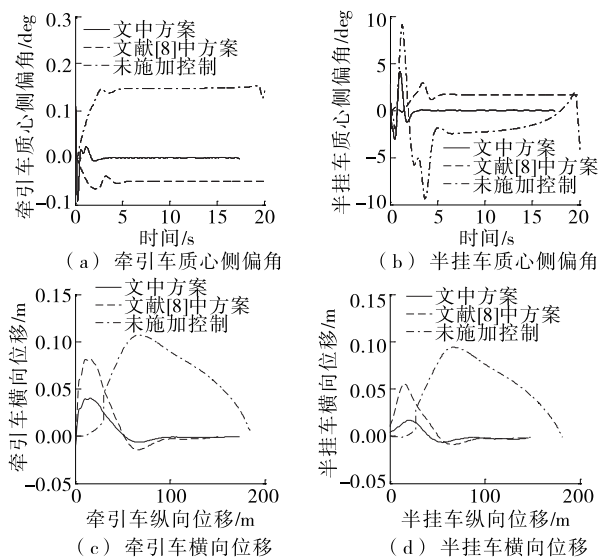 牵引车质心侧偏角/deg
0.3
0.2
0.1
0.0
-0.1
0
5
10
15
20
文中方案
文献[8]中方案
未施加控制
时间/s
(a) 牵引车质心侧偏角
半挂车质心侧偏角/deg
10
5
0
-5
-10
0
5
10
15
20
文中方案
文献[8]中方案
未施加控制
时间/s
(b) 半挂车质心侧偏角
牵引车横向位移/m
0.15
0.10
0.05
0.00
-0.05
0
100
200
文中方案
文献[8]中方案
未施加控制
牵引车纵向位移/m
(c) 牵引车横向位移
半挂车横向位移/m
0.15
0.10
0.05
0.00
-0.05
0
100
200
文中方案
文献[8]中方案
未施加控制
半挂车纵向位移/m
(d) 半挂车横向位移